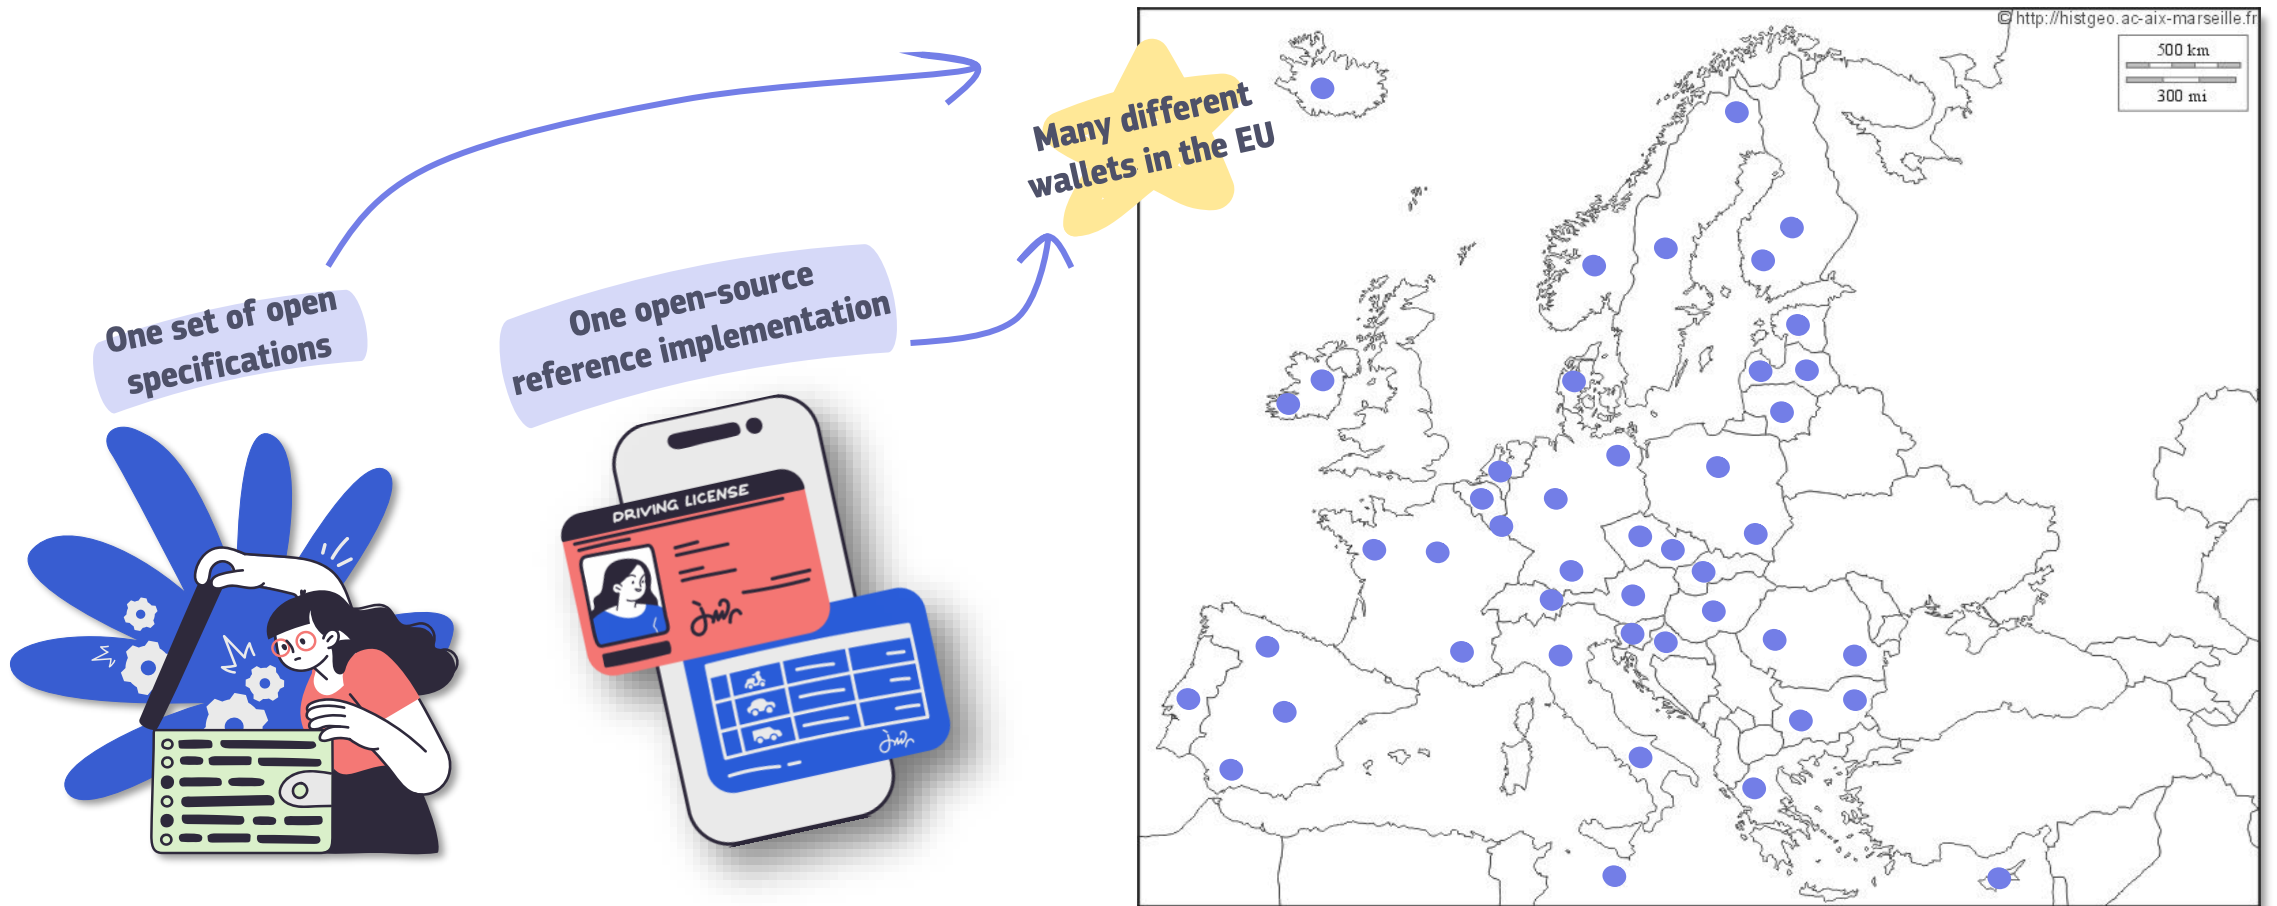 One set of open
specifications
One open-source
reference implementation
DRIVING LICENSE
Many different
wallets in the EU
© http://histgeo.ac-aix-marseille.fr
500 km
300 mi